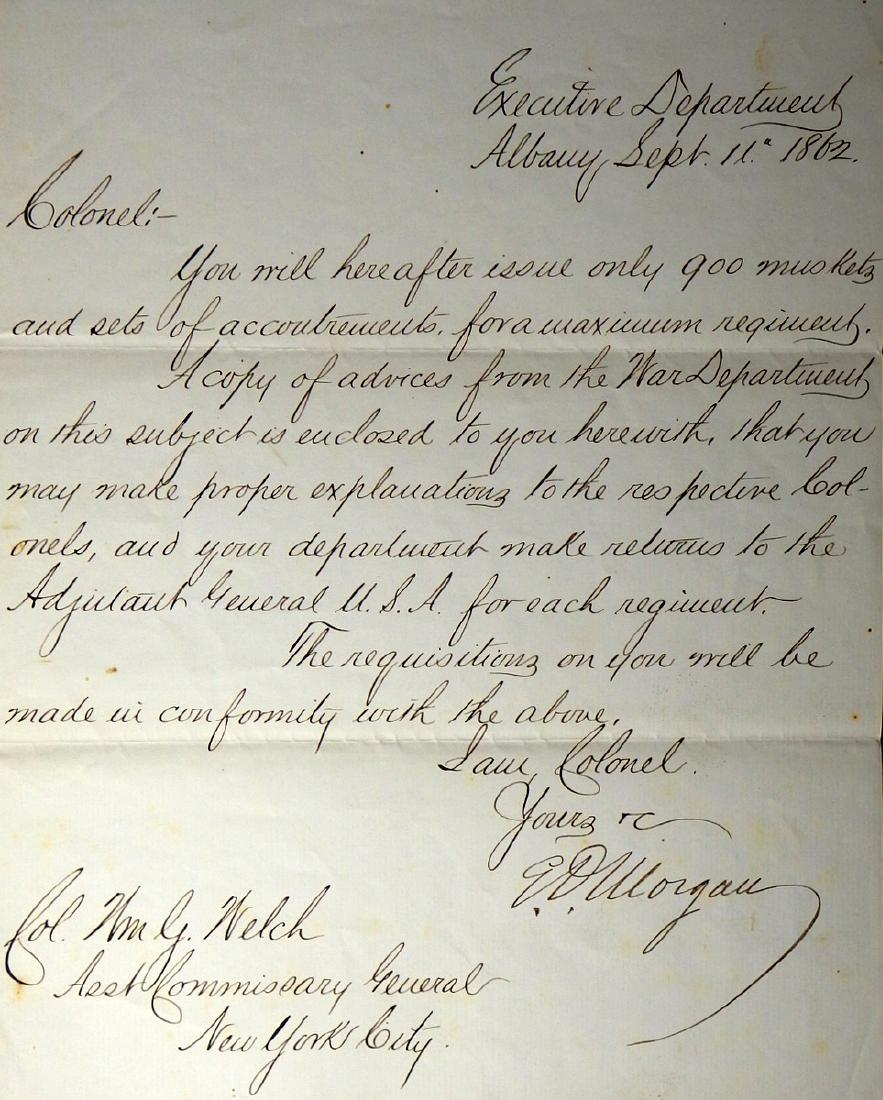 Executive Department
Albany, Sept. 11." 1862.
Colonel:-
You will hereafter issue only 900 muskets
and sets of accoutrements, for a maximum regiment.
A copy of advices from the War Department
on this subject is enclosed to you herewith, that you
may make proper explanations to the respective Col-
onels, and your department make returns to the
Adjutant General U.S.A. for each regiment.-
The requisitions on you will be
made in conformity with the above.
I am, Colonel.
Yours &c
E.D. Morgan
Col. Wm G. Welch
Asst Commissary General
New York City.